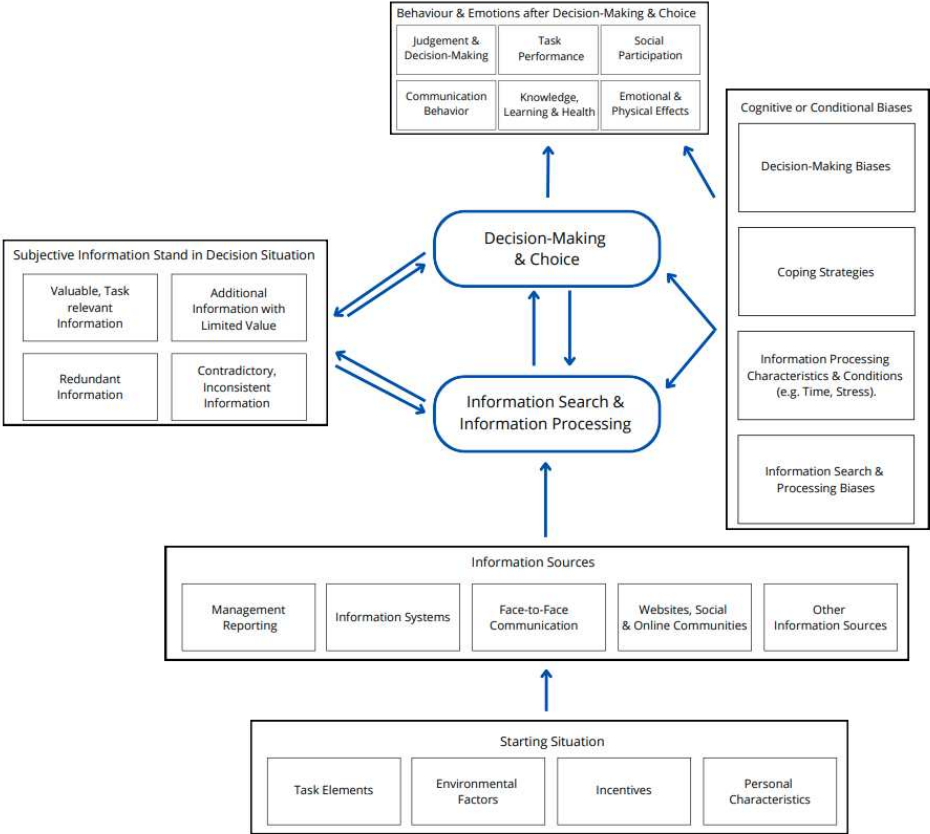 Behaviour & Emotions after Decision-Making & Choice
Judgement &
Decision-Making
Task
Performance
Social
Participation
Communication
Behavior
Knowledge,
Learning & Health
Emotional &
Physical Effects
Cognitive or Conditional Biases
Decision-Making Biases
Coping Strategies
Information Processing
Characteristics & Conditions
(e.g. Time, Stress).
Information Search &
Processing Biases
Decision-Making
& Choice
Subjective Information Stand in Decision Situation
Valuable, Task
relevant
Information
Additional
Information with
Limited Value
Redundant
Information
Contradictory,
Inconsistent
Information
Information Search &
Information Processing
Information Sources
Management
Reporting
Information Systems
Face-to-Face
Communication
Websites, Social
& Online Communities
Other
Information Sources
Starting Situation
Task Elements
Environmental
Factors
Incentives
Personal
Characteristics